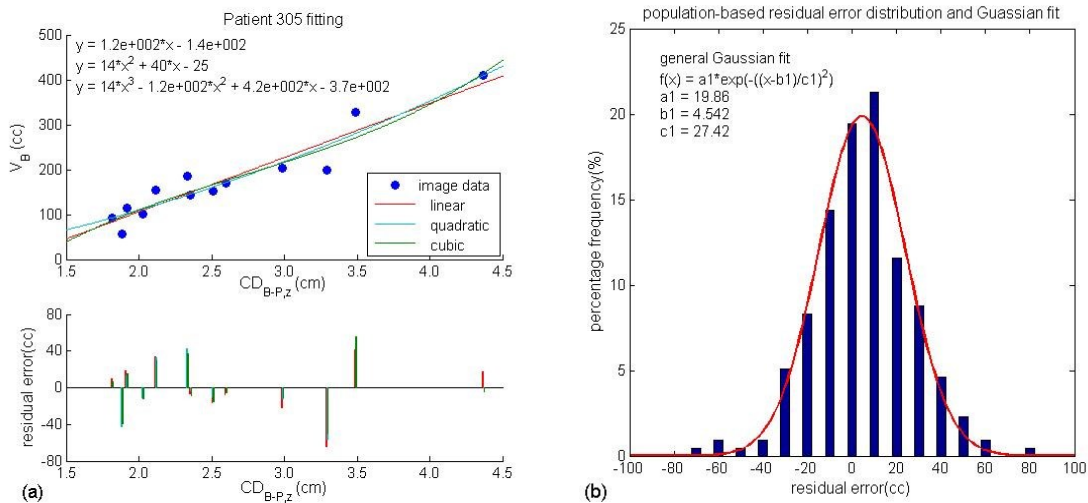 Patient 305 fitting
y = 1.2e+002*x - 1.4e+002
y = 14*x² + 40*x - 25
y = 14*x³ - 1.2e+002*x² + 4.2e+002*x - 3.7e+002
500
400
300
200
100
0
V_B (cc)
image data
linear
quadratic
cubic
1.5 2.0 2.5 3.0 3.5 4.0 4.5
CD_B-P,z (cm)
80
40
0
-40
-80
residual error(cc)
1.5 2.0 2.5 3.0 3.5 4.0 4.5
CD_B-P,z (cm)
(a)
population-based residual error distribution and Guassian fit
general Gaussian fit
f(x) = a1*exp(-((x-b1)/c1)²)
a1 = 19.86
b1 = 4.542
c1 = 27.42
25
20
15
10
5
0
percentage frequency(%)
-100 -80 -60 -40 -20 0 20 40 60 80 100
residual error(cc)
(b)